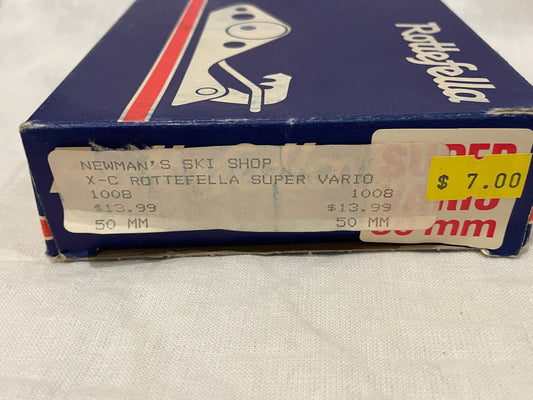 Rottefella
NEWMAN'S SKI SHOP
X-C ROTTEFELLA SUPER VARIO
1008 1008
$13.99 $13.99
50 MM 50 MM
SUPER
$ 7.00
mm